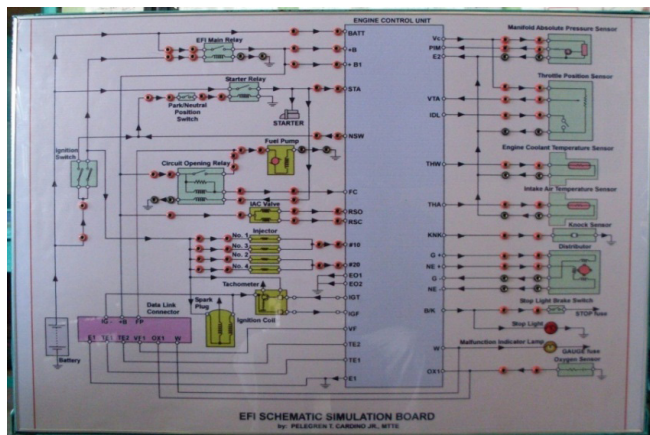 ENGINE CONTROL UNIT
BATT
EFI Main Relay
+B
+ B1
Starter Relay
STA
Park/Neutral
Position
Switch
STARTER
NSW
Ignition
Switch
Fuel Pump
Circuit Opening Relay
FC
IAC Valve
RSO
RSC
Injector
No. 1
No. 3
No. 2
No. 4
#10
#20
EO1
EO2
Tachometer
IGT
IGF
Spark
Plug
Ignition Coil
Data Link
Connector
IG
+B
FP
E1
TE2
VF1
OX1
W
Battery
VF
TE2
TE1
E1
Manifold Absolute Pressure Sensor
Vc
PIM
E2
Throttle Position Sensor
VTA
IDL
Engine Coolant Temperature Sensor
THW
Intake Air Temperature Sensor
THA
Knock Sensor
KNK
Distributor
G +
NE +
G
NE -
Stop Light Brake Switch
B/K
STOP fuse
Stop Light
Malfunction Indicator Lamp
W
GAUGE fuse
Oxygen Sensor
OX1
EFI SCHEMATIC SIMULATION BOARD
by: PELEGREN T. CARDINO JR., MTTE